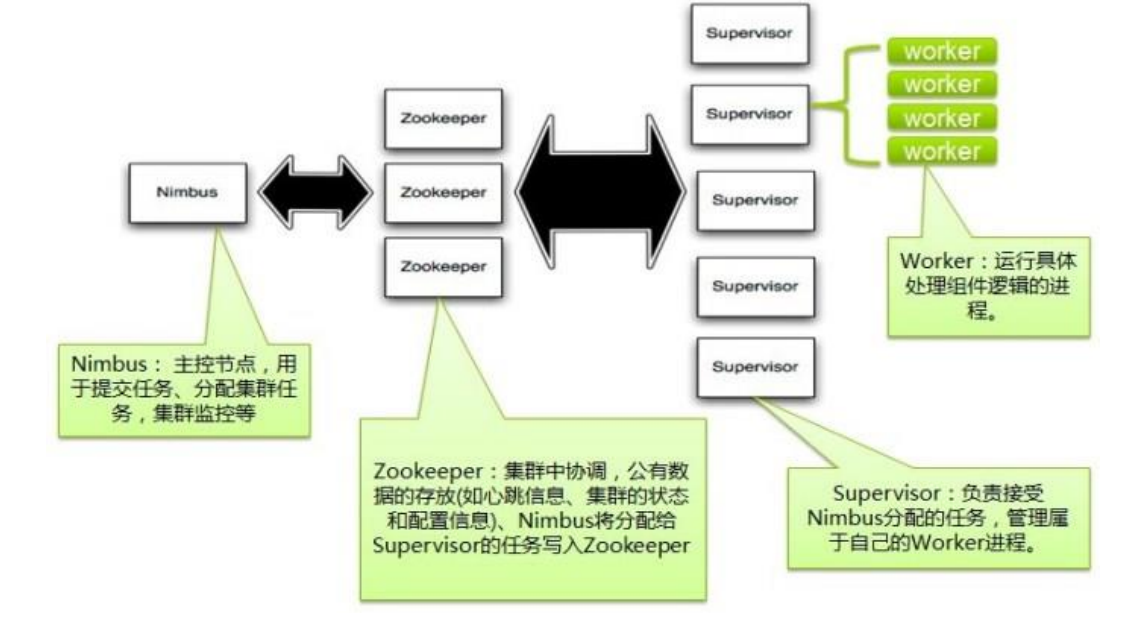 Supervisor
Supervisor
Supervisor
Supervisor
Supervisor
worker
worker
worker
worker
Zookeeper
Zookeeper
Zookeeper
Nimbus
Worker：运行具体
处理组件逻辑的进
程。
Nimbus： 主控节点，用
于提交任务、分配集群任
务，集群监控等
Zookeeper：集群中协调，公有数
据的存放(如心跳信息、集群的状态
和配置信息)、Nimbus将分配给
Supervisor的任务写入Zookeeper
Supervisor：负责接受
Nimbus分配的任务，管理属
于自己的Worker进程。